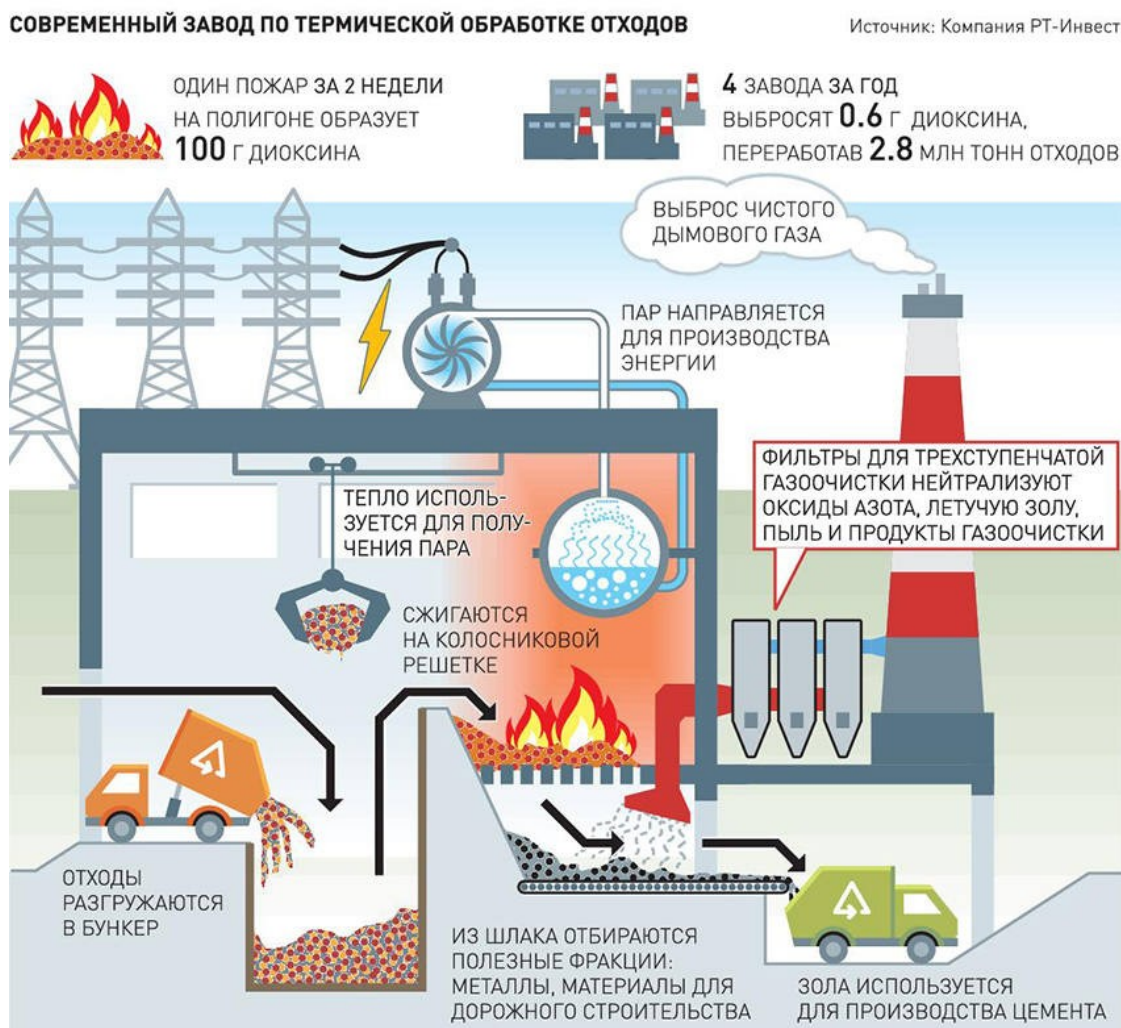 СОВРЕМЕННЫЙ ЗАВОД ПО ТЕРМИЧЕСКОЙ ОБРАБОТКЕ ОТХОДОВ
Источник: Компания РТ-Инвест
ОДИН ПОЖАР ЗА 2 НЕДЕЛИ
НА ПОЛИГОНЕ ОБРАЗУЕТ
100 Г ДИОКСИНА
4 ЗАВОДА ЗА ГОД
ВЫБРОСЯТ 0.6 Г ДИОКСИНА,
ПЕРЕРАБОТАВ 2.8 МЛН ТОНН ОТХОДОВ
ВЫБРОС ЧИСТОГО
ДЫМОВОГО ГАЗА
ПАР НАПРАВЛЯЕТСЯ
ДЛЯ ПРОИЗВОДСТВА
ЭНЕРГИИ
ФИЛЬТРЫ ДЛЯ ТРЕХСТУПЕНЧАТОЙ
ГАЗООЧИСТКИ НЕЙТРАЛИЗУЮТ
ОКСИДЫ АЗОТА, ЛЕТУЧУЮ ЗОЛУ,
ПЫЛЬ И ПРОДУКТЫ ГАЗООЧИСТКИ
ТЕПЛО ИСПОЛЬ-
ЗУЕТСЯ ДЛЯ ПОЛУ-
ЧЕНИЯ ПАРА
СЖИГАЮТСЯ
НА КОЛОСНИКОВОЙ
РЕШЕТКЕ
ОТХОДЫ
РАЗГРУЖАЮТСЯ
В БУНКЕР
ИЗ ШЛАКА ОТБИРАЮТСЯ
ПОЛЕЗНЫЕ ФРАКЦИИ:
МЕТАЛЛЫ, МАТЕРИАЛЫ ДЛЯ
ДОРОЖНОГО СТРОИТЕЛЬСТВА
ЗОЛА ИСПОЛЬЗУЕТСЯ
ДЛЯ ПРОИЗВОДСТВА ЦЕМЕНТА